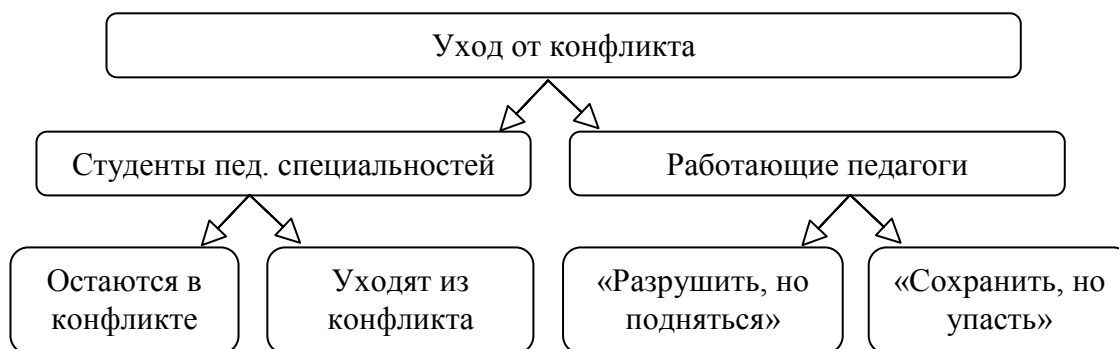 Уход от конфликта
Студенты пед. специальностей
Работающие педагоги
Остаются в
конфликте
Уходят из
конфликта
«Разрушить, но
подняться»
«Сохранить, но
упасть»